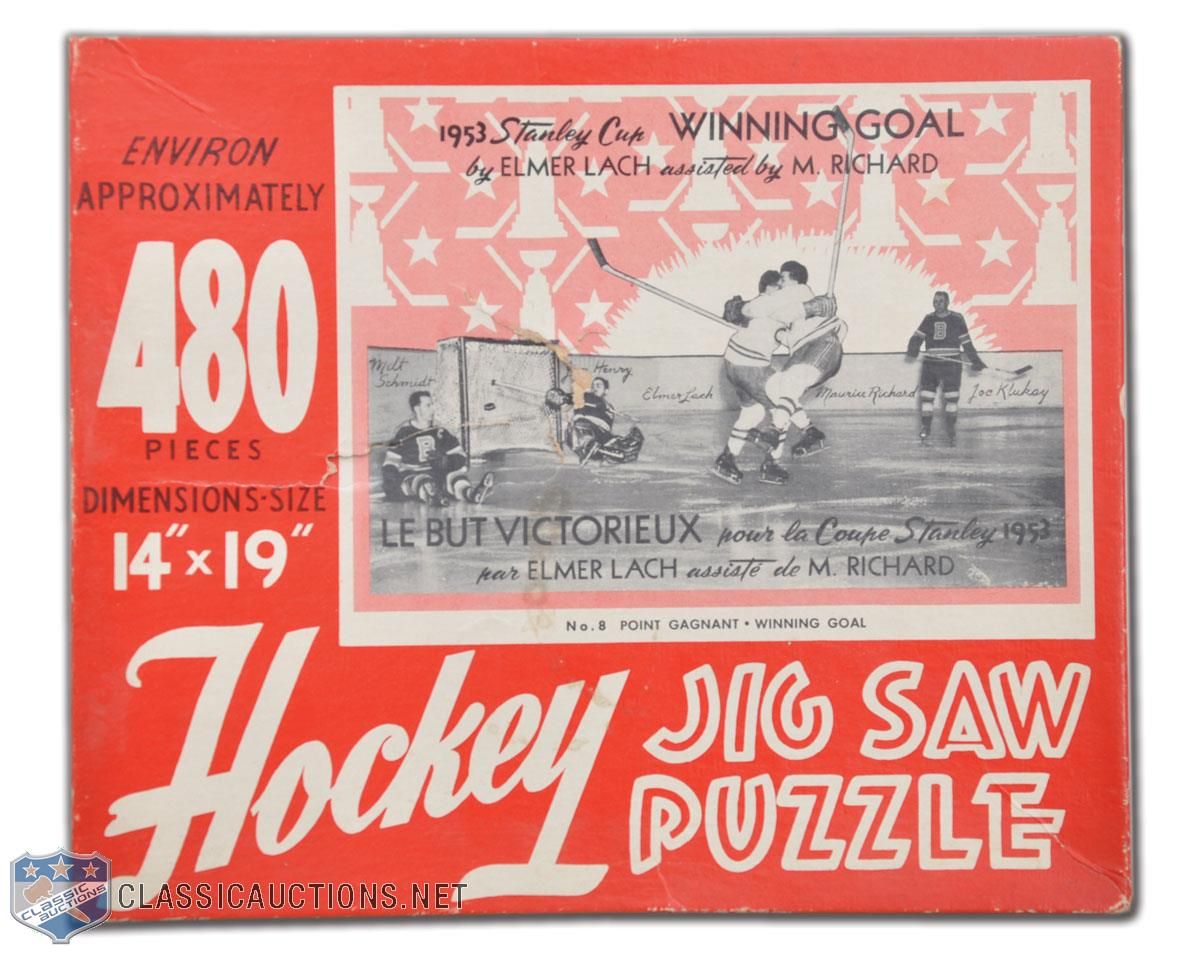 ENVIRON
APPROXIMATELY
480
PIECES
DIMENSIONS-SIZE
14" x 19"
1953 Stanley Cup WINNING GOAL
by ELMER LACH assisted by M. RICHARD
Milt
Schmidt
Henry
Elmer Lach
Maurice Richard
Joe Klukay
B
B
LE BUT VICTORIEUX pour la Coupe Stanley 1953
par ELMER LACH assisté de M. RICHARD
No. 8 POINT GAGNANT • WINNING GOAL
Hockey
JIG SAW
PUZZLE
CLASSIC
AUCTIONS
CLASSICAUCTIONS.NET